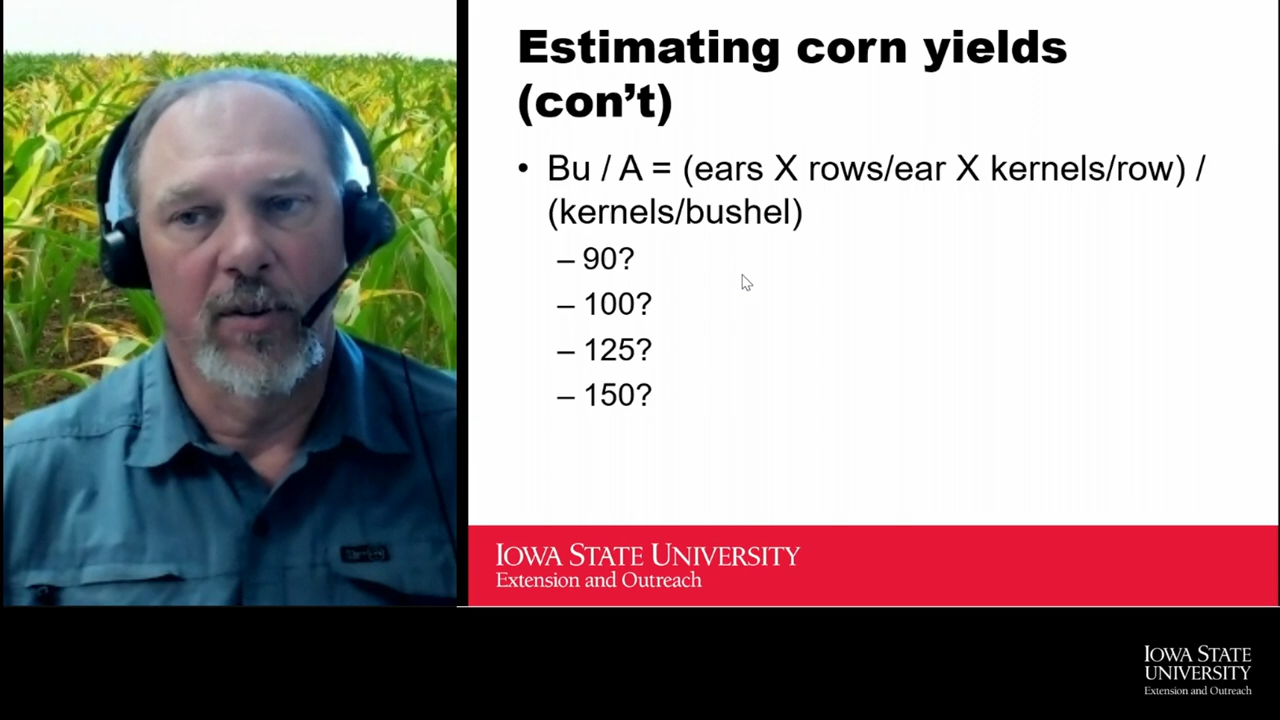 Estimating corn yields
(con’t)
• Bu / A = (ears X rows/ear X kernels/row) /
(kernels/bushel)
– 90?
– 100?
– 125?
– 150?
IOWA STATE UNIVERSITY
Extension and Outreach
IOWA STATE
UNIVERSITY
Extension and Outreach